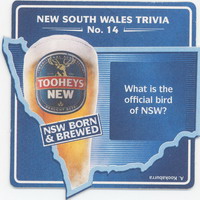 NEW SOUTH WALES TRIVIA
No. 14
TOOHEYS
NEW
NSW BORN
& BREWED
What is the
official bird
of NSW?
A. Kookaburra